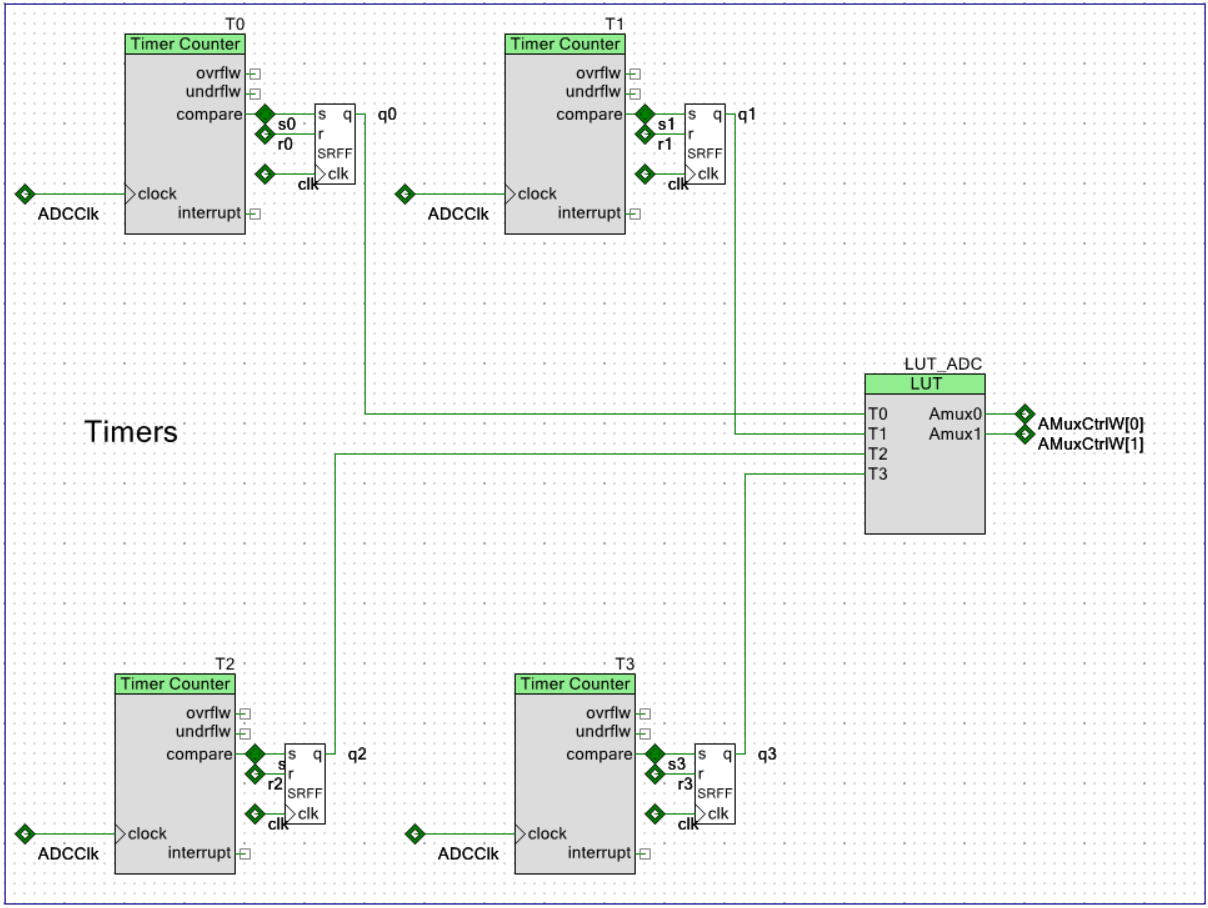 T0
Timer Counter
ovrflw
undrflw
compare
s0
r0
s q
r
SRFF
clk
clk
q0
clock
ADCClk
interrupt
T1
Timer Counter
ovrflw
undrflw
compare
s1
r1
s q
r
SRFF
clk
clk
q1
clock
ADCClk
interrupt
Timers
LUT_ADC
LUT
T0 Amux0
T1 Amux1
T2
T3
AMuxCtrlW[0]
AMuxCtrlW[1]
T2
Timer Counter
ovrflw
undrflw
compare
s
r2
s q
r
SRFF
clk
clk
q2
clock
ADCClk
interrupt
T3
Timer Counter
ovrflw
undrflw
compare
s3
r3
s q
r
SRFF
clk
clk
q3
clock
ADCClk
interrupt